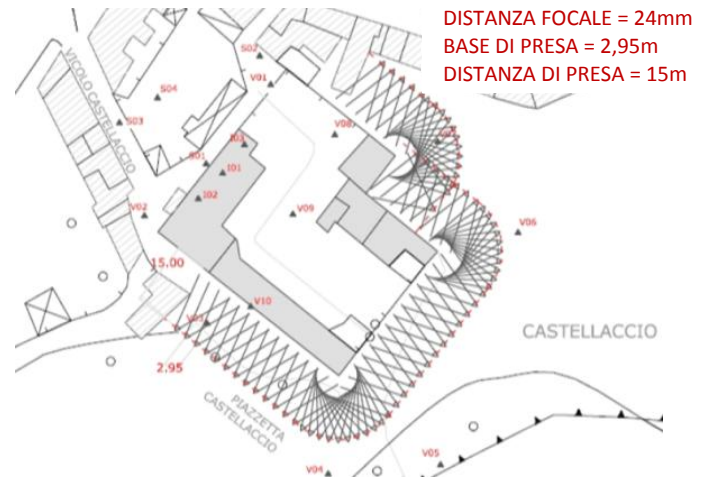 DISTANZA FOCALE = 24mm
BASE DI PRESA = 2,95m
DISTANZA DI PRESA = 15m
S02
VICOLO CASTELLACCIO
V01
S04
S03
V08
I03
S01
I01
I02
V02
V09
V06
15.00
V10
V03
CASTELLACCIO
2.95
PIAZZETTA
CASTELLACCIO
V05
V04